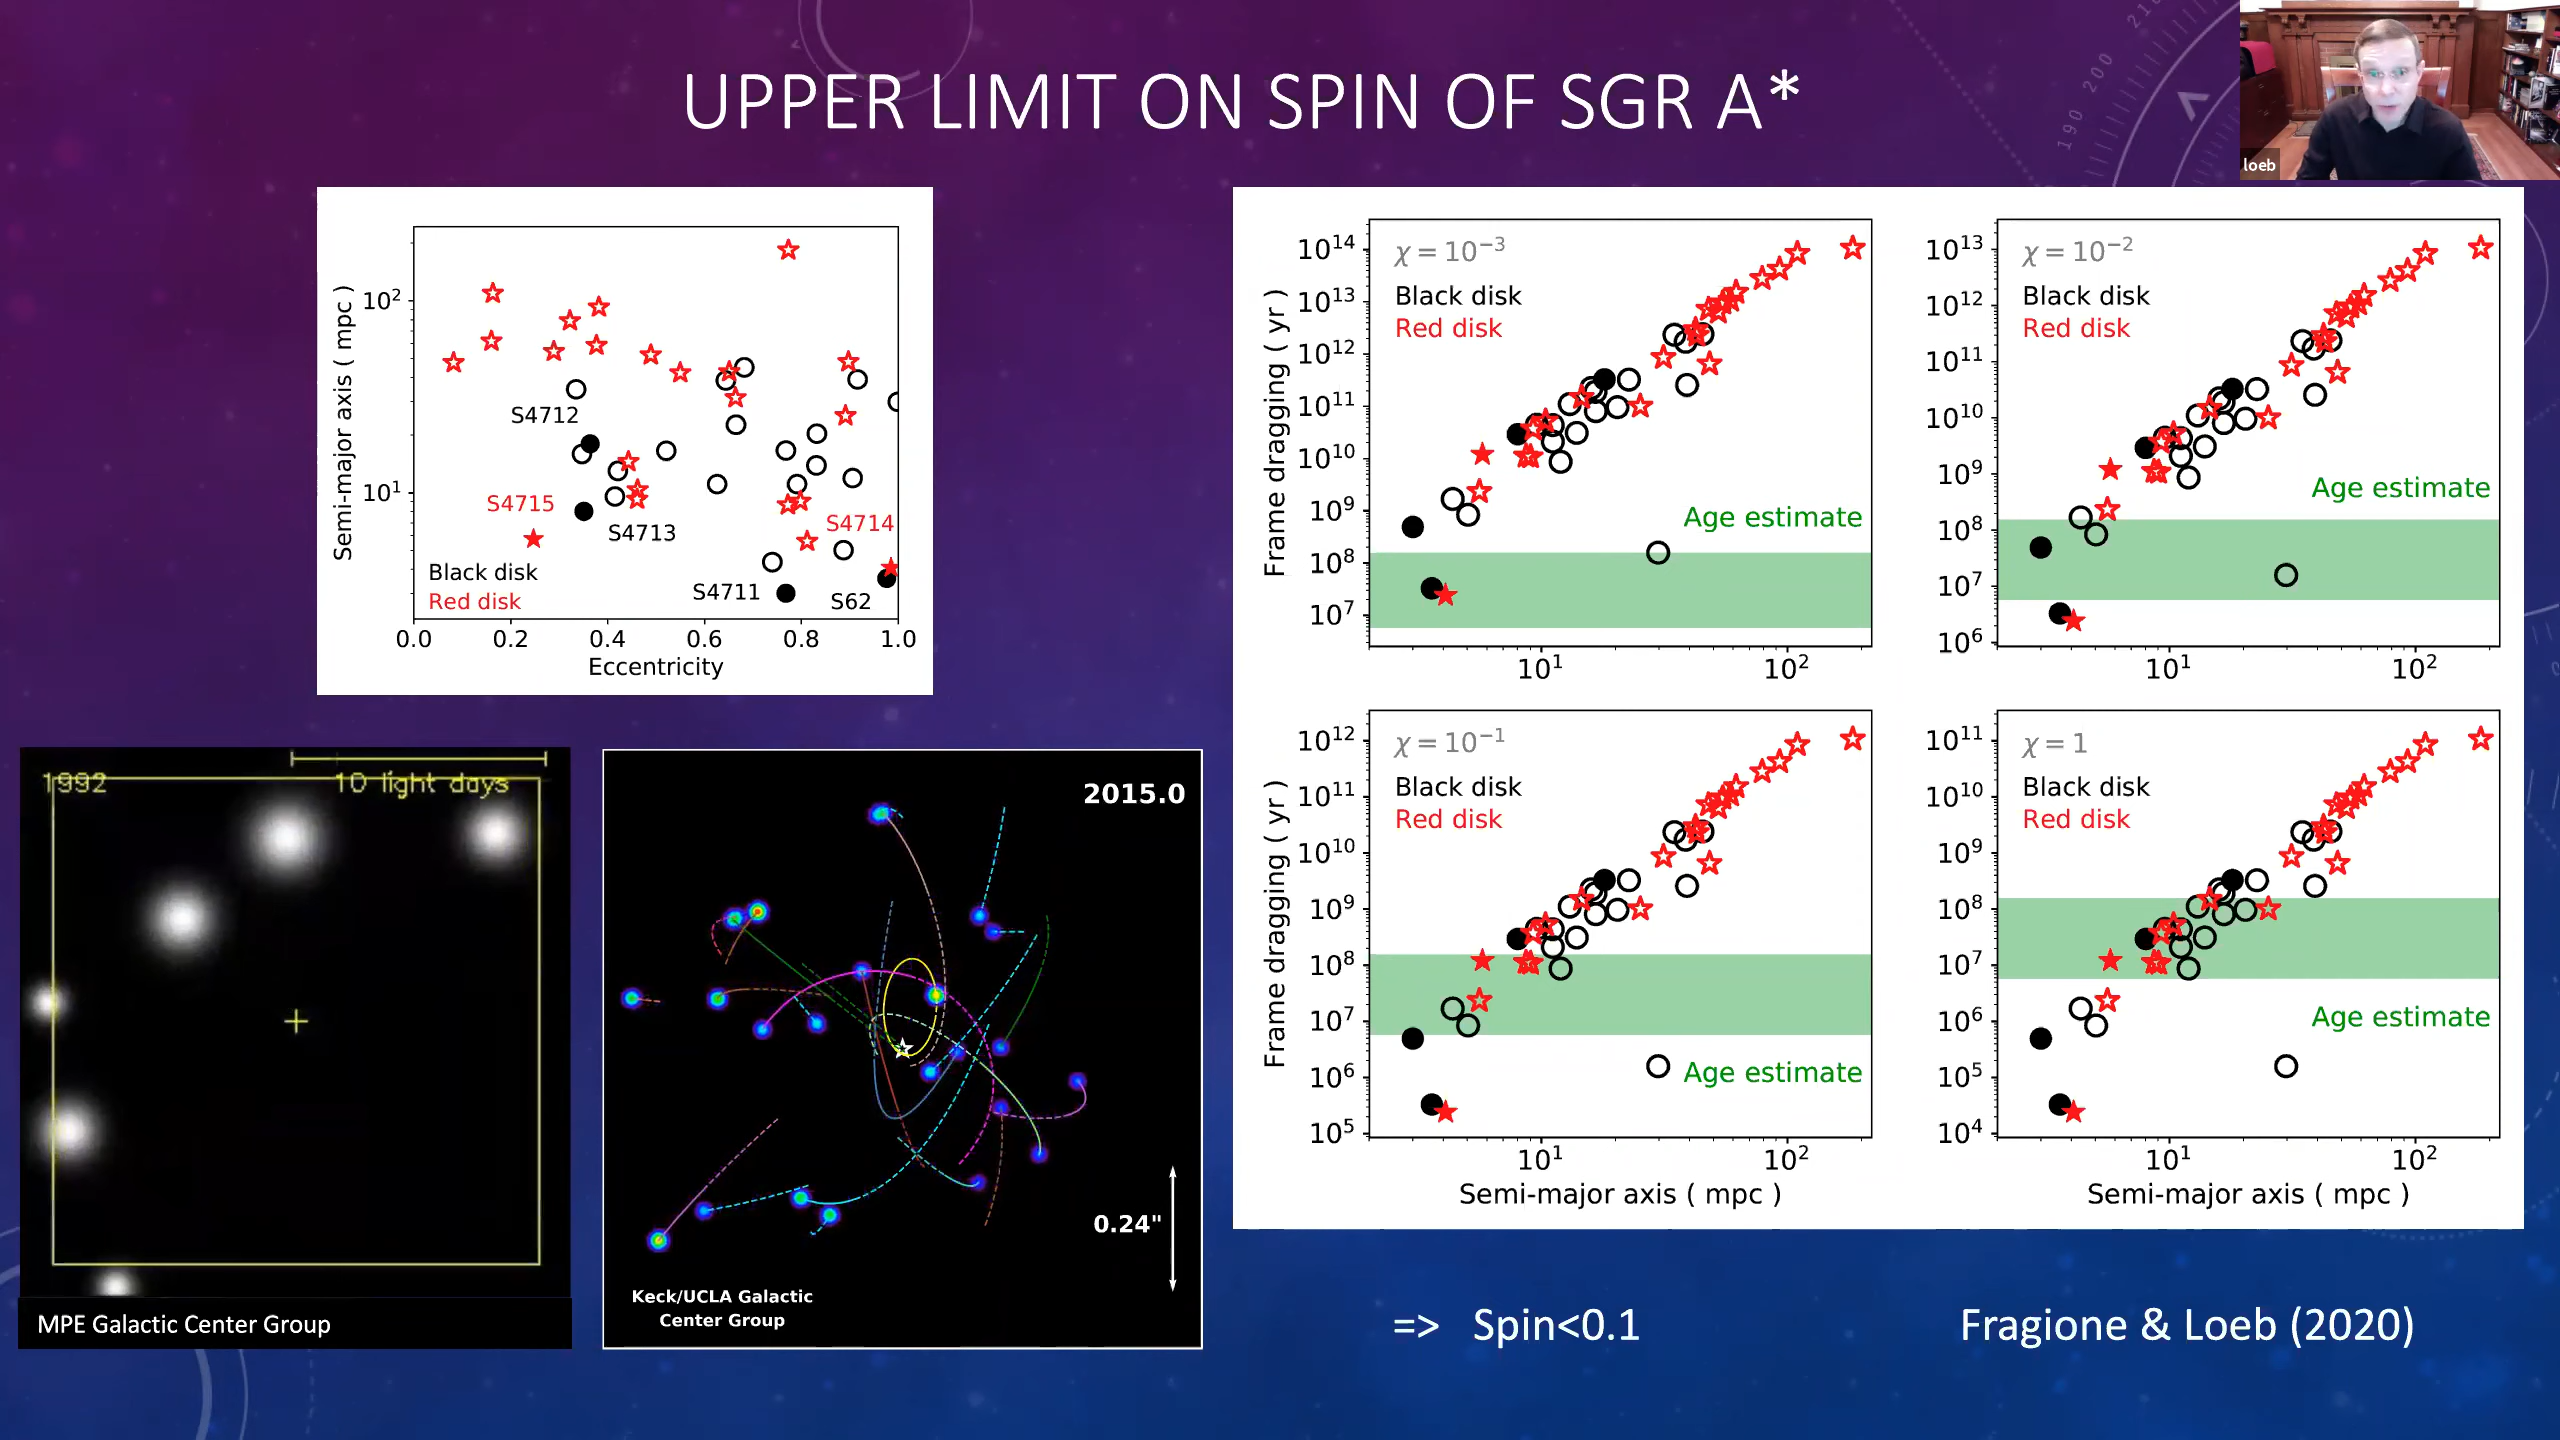 UPPER LIMIT ON SPIN OF SGR A*
loeb
Semi-major axis ( mpc )
10²
10¹
S4712
S4715
S4713
S4714
S4711
S62
Black disk
Red disk
0.0 0.2 0.4 0.6 0.8 1.0
Eccentricity
Frame dragging ( yr )
10¹⁴
10¹³
10¹²
10¹¹
10¹⁰
10⁹
10⁸
10⁷
χ = 10⁻³
Black disk
Red disk
Age estimate
10¹ 10²
10¹³
10¹²
10¹¹
10¹⁰
10⁹
10⁸
10⁷
10⁶
χ = 10⁻²
Black disk
Red disk
Age estimate
10¹ 10²
Frame dragging ( yr )
10¹²
10¹¹
10¹⁰
10⁹
10⁸
10⁷
10⁶
10⁵
χ = 10⁻¹
Black disk
Red disk
Age estimate
10¹ 10²
Semi-major axis ( mpc )
10¹¹
10¹⁰
10⁹
10⁸
10⁷
10⁶
10⁵
10⁴
χ = 1
Black disk
Red disk
Age estimate
10¹ 10²
Semi-major axis ( mpc )
1992
10 light days
MPE Galactic Center Group
2015.0
0.24"
Keck/UCLA Galactic
Center Group
=> Spin<0.1
Fragione & Loeb (2020)
190 200